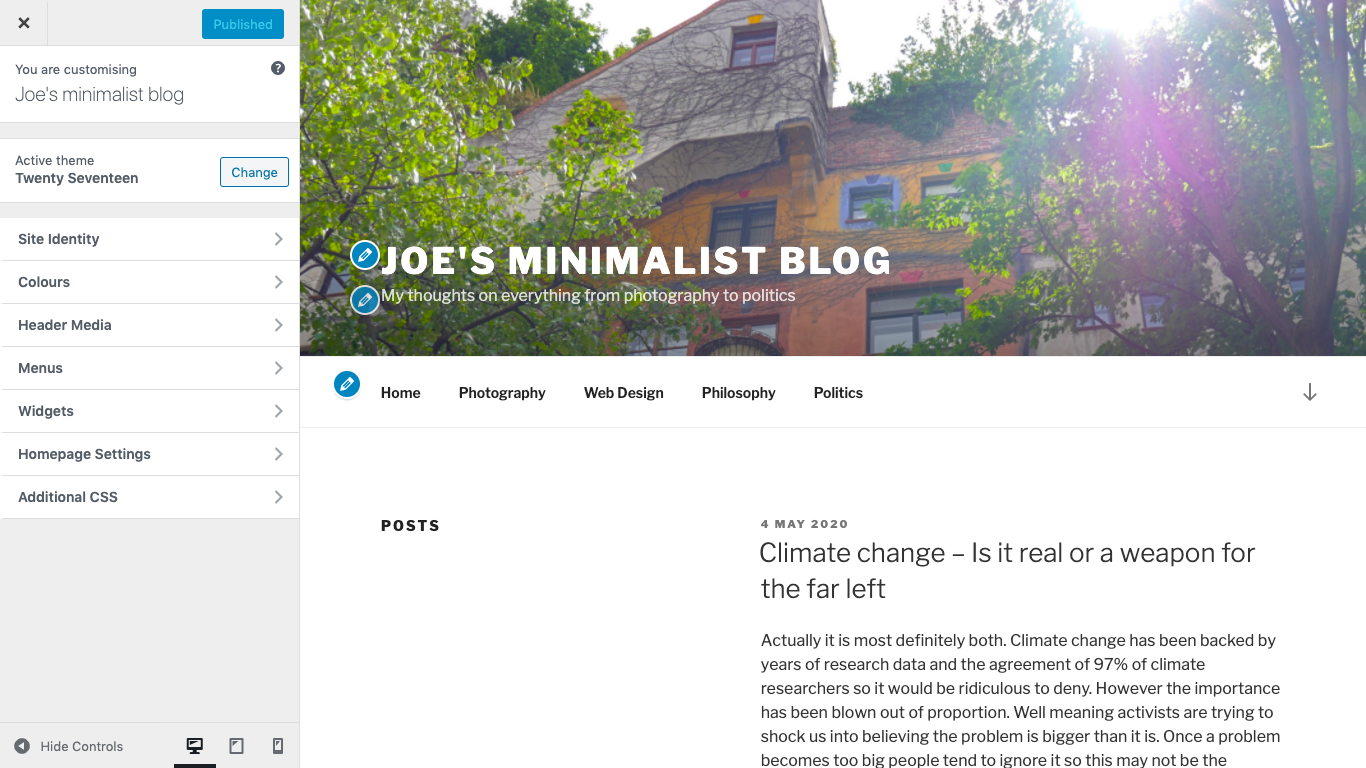 Published
You are customising
Joe's minimalist blog
Active theme
Twenty Seventeen
Change
Site Identity
Colours
Header Media
Menus
Widgets
Homepage Settings
Additional CSS
Hide Controls
JOE'S MINIMALIST BLOG
My thoughts on everything from photography to politics
Home Photography Web Design Philosophy Politics
POSTS
4 MAY 2020
Climate change – Is it real or a weapon for
the far left
Actually it is most definitely both. Climate change has been backed by
years of research data and the agreement of 97% of climate
researchers so it would be ridiculous to deny. However the importance
has been blown out of proportion. Well meaning activists are trying to
shock us into believing the problem is bigger than it is. Once a problem
becomes too big people tend to ignore it so this may not be the